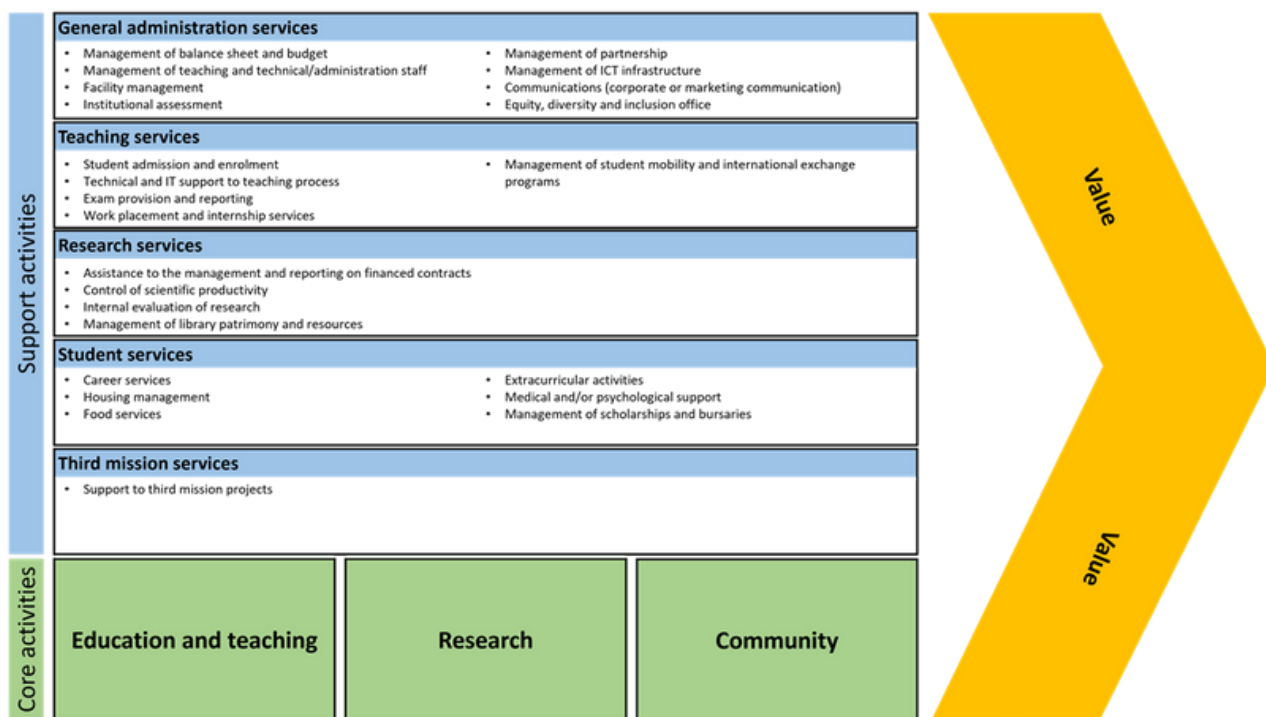 Support activities
General administration services
• Management of balance sheet and budget
• Management of teaching and technical/administration staff
• Facility management
• Institutional assessment
• Management of partnership
• Management of ICT infrastructure
• Communications (corporate or marketing communication)
• Equity, diversity and inclusion office
Teaching services
• Student admission and enrolment
• Technical and IT support to teaching process
• Exam provision and reporting
• Work placement and internship services
• Management of student mobility and international exchange
programs
Research services
• Assistance to the management and reporting on financed contracts
• Control of scientific productivity
• Internal evaluation of research
• Management of library patrimony and resources
Student services
• Career services
• Housing management
• Food services
• Extracurricular activities
• Medical and/or psychological support
• Management of scholarships and bursaries
Third mission services
• Support to third mission projects
Core activities
Education and teaching
Research
Community
Value
Value